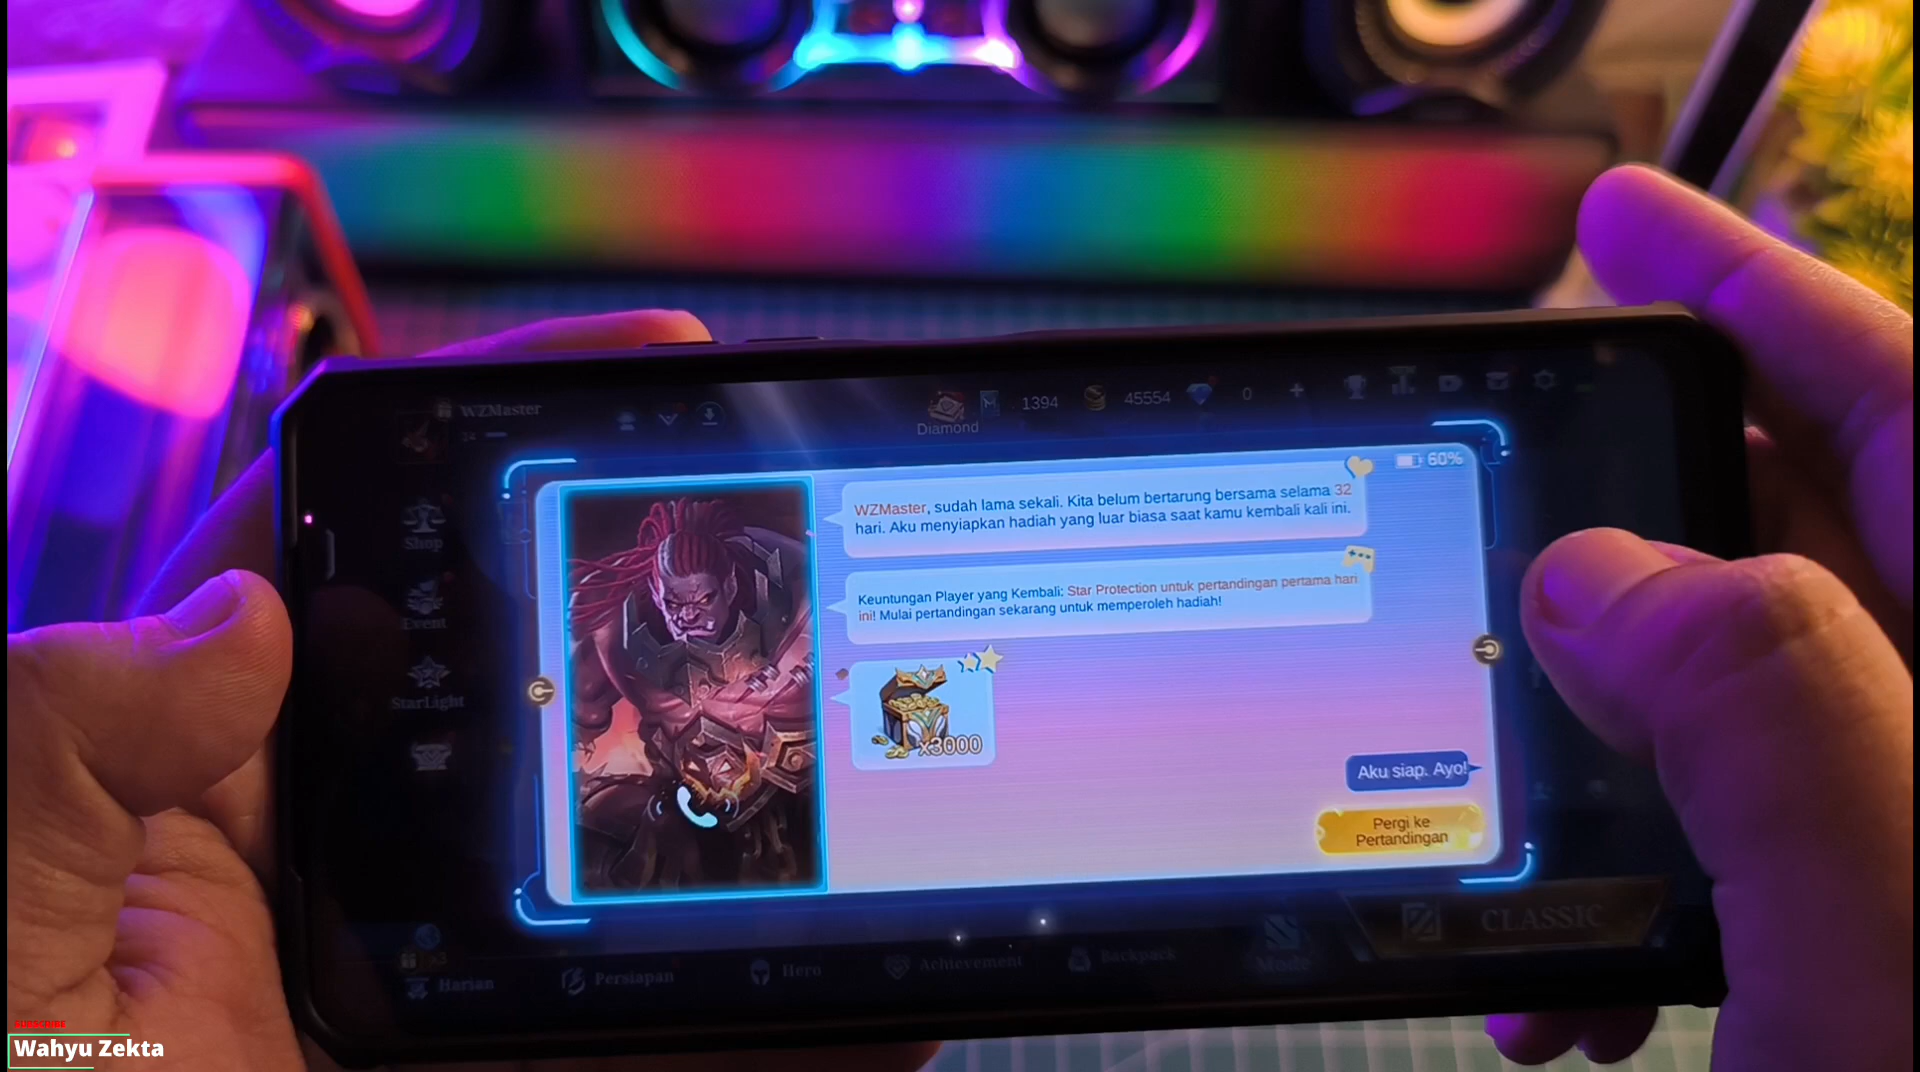 WZMaster
34
Diamond
1394
45554
0
60%
WZMaster, sudah lama sekali. Kita belum bertarung bersama selama 32
hari. Aku menyiapkan hadiah yang luar biasa saat kamu kembali kali ini.
Keuntungan Player yang Kembali: Star Protection untuk pertandingan pertama hari
ini! Mulai pertandingan sekarang untuk memperoleh hadiah!
x3000
Aku siap. Ayo!
Pergi ke
Pertandingan
Shop
Event
StarLight
Harian
Persiapan
Hero
Achievement
Backpack
Mode
CLASSIC
SUBSCRIBE
Wahyu Zekta